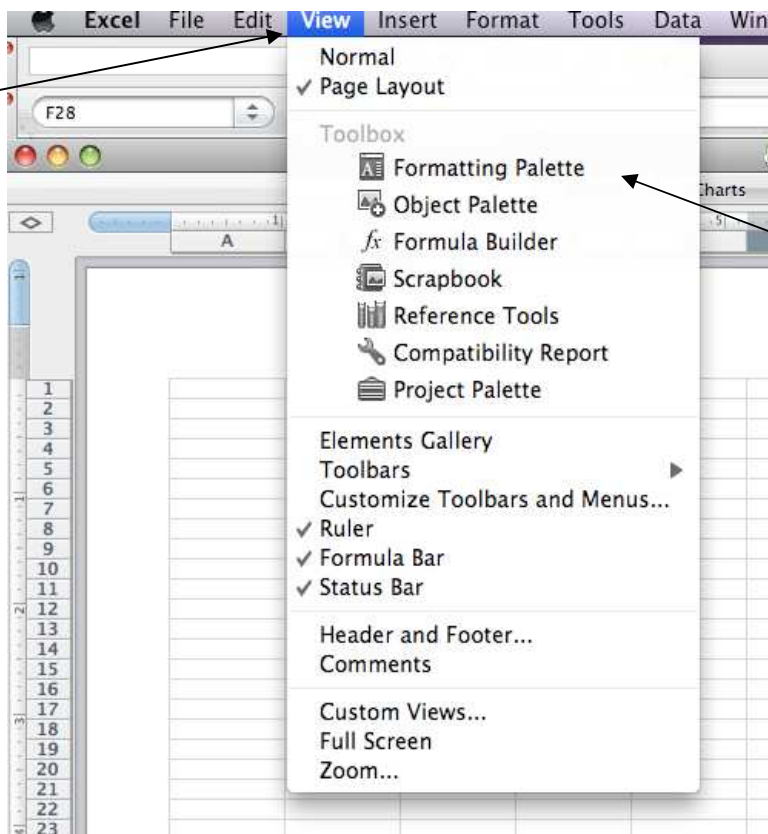 Excel File Edit View Insert Format Tools Data Win
Normal
✓ Page Layout
F28
Toolbox
Formatting Palette
Charts
Object Palette
A
fx Formula Builder
Scrapbook
Reference Tools
Compatibility Report
Project Palette
1
2
3
4
5
6
7
8
9
10
11
12
13
14
15
16
17
18
19
20
21
22
23
Elements Gallery
Toolbars
Customize Toolbars and Menus...
✓ Ruler
✓ Formula Bar
✓ Status Bar
Header and Footer...
Comments
Custom Views...
Full Screen
Zoom...